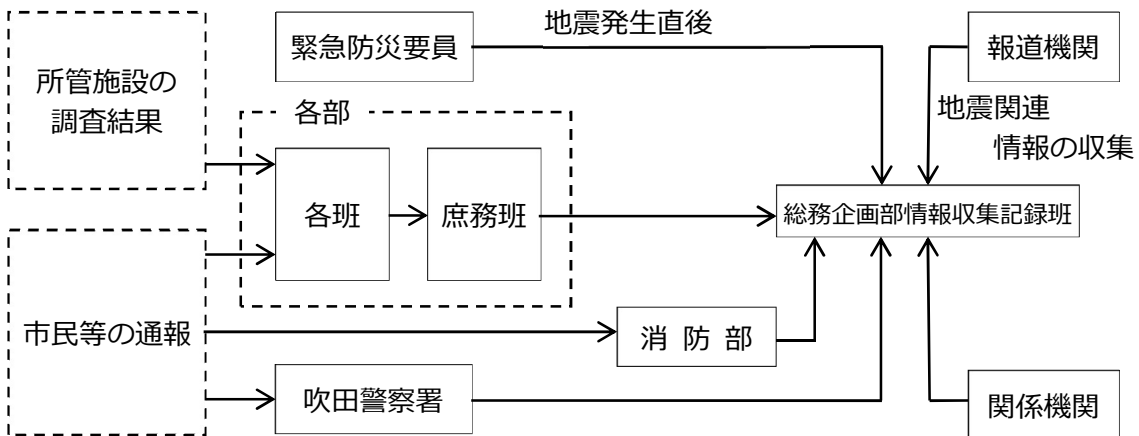 緊急防災要員
地震発生直後
報道機関
所管施設の
調査結果
各部
地震関連
情報の収集
各班
庶務班
総務企画部情報収集記録班
市民等の通報
消 防 部
吹田警察署
関係機関